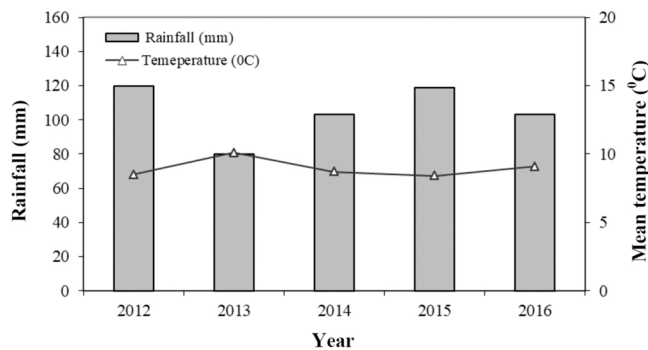 160
140
120
100
80
60
40
20
0
Rainfall (mm)
Rainfall (mm)
Temeperature (0C)
20
15
10
5
0
Mean temperature (⁰C)
2012 2013 2014 2015 2016
Year